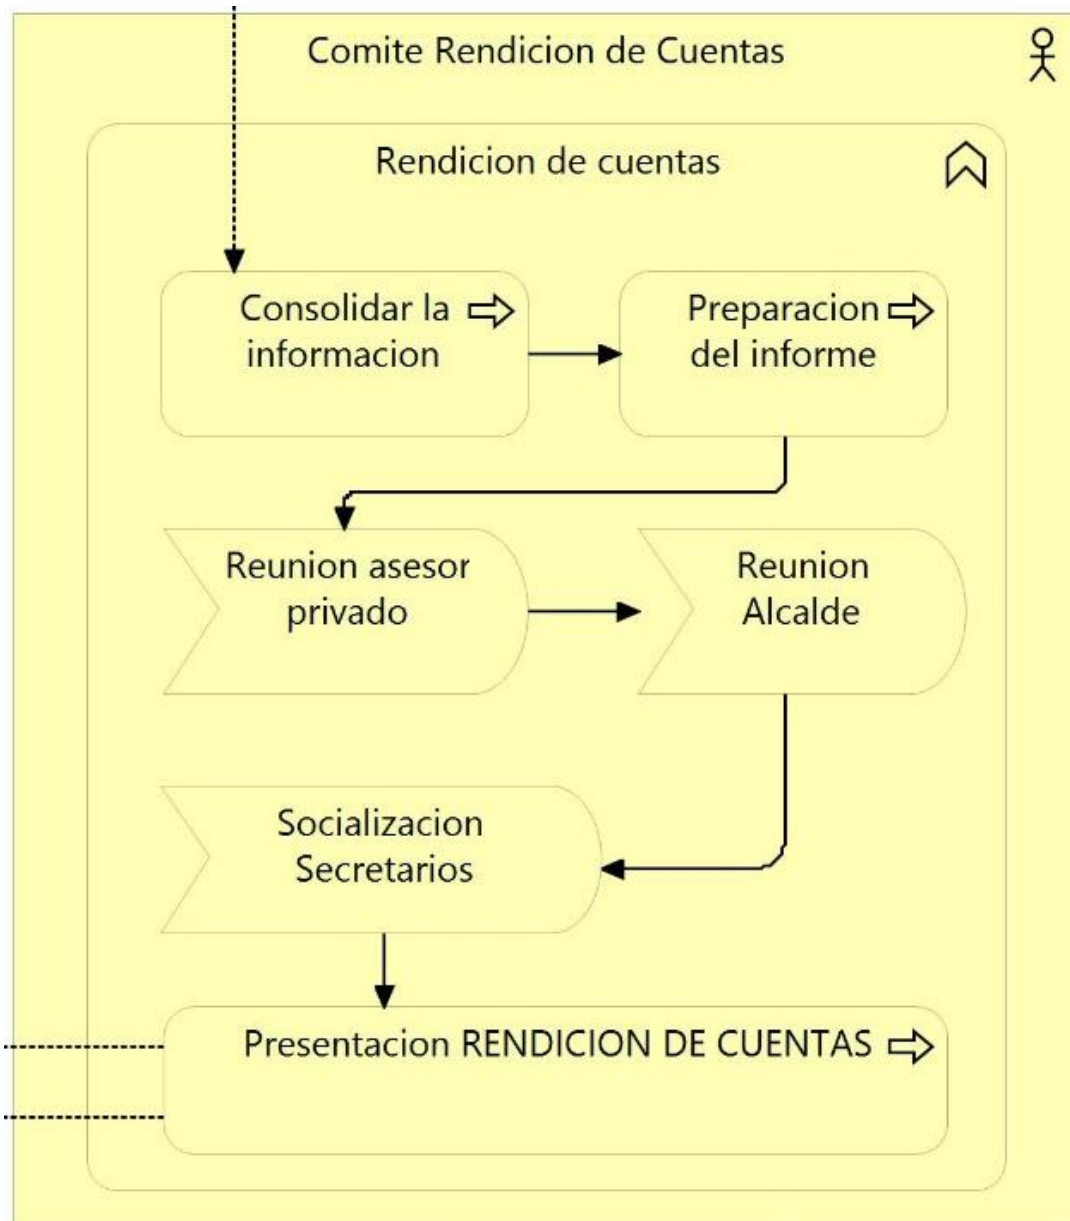 Comite Rendicion de Cuentas
Rendicion de cuentas
Consolidar la
informacion
Preparacion
del informe
Reunion asesor
privado
Reunion
Alcalde
Socializacion
Secretarios
Presentacion RENDICION DE CUENTAS